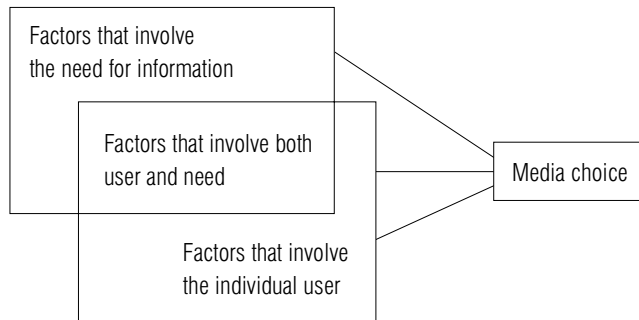 Factors that involve
the need for information
Factors that involve both
user and need
Media choice
Factors that involve
the individual user